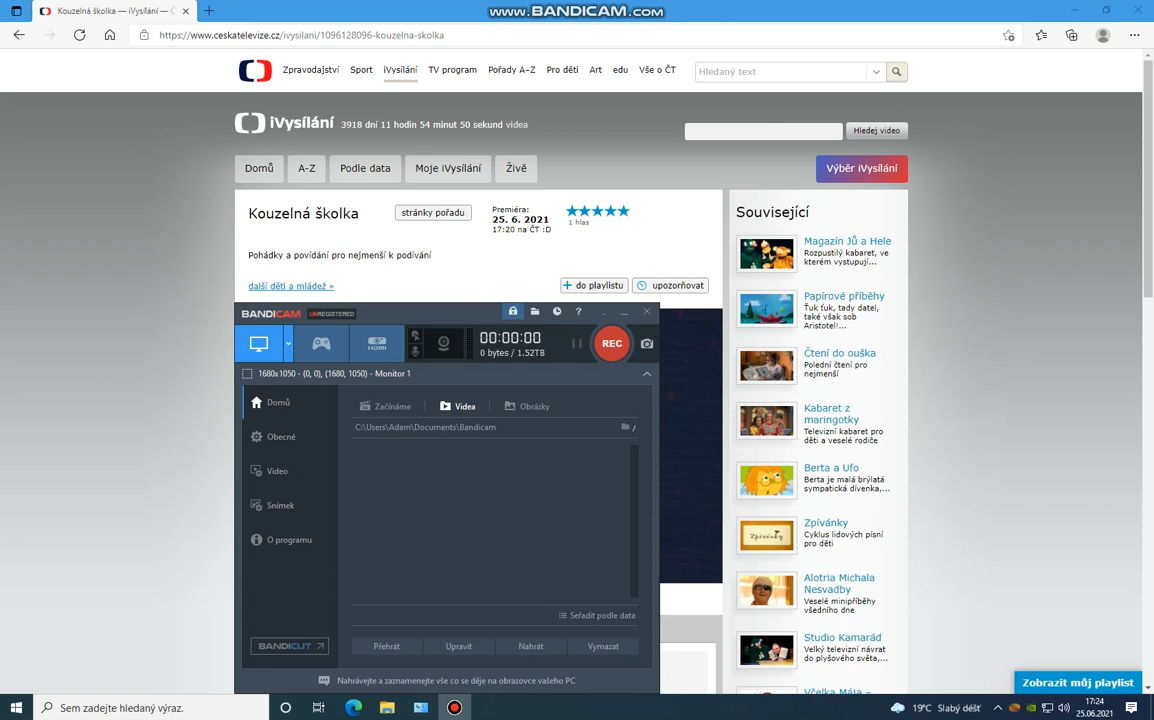 www.BANDICAM.com
Kouzelná školka — iVysílání — Č
https://www.ceskatelevize.cz/ivysilani/1096128096-kouzelna-skolka
Zpravodajství Sport iVysílání TV program Pořady A–Z Pro děti Art edu Vše o ČT
Hledaný text
iVysílání 3918 dní 11 hodin 54 minut 50 sekund videa
Hledej video
Domů A-Z Podle data Moje iVysílání Živě
Výběr iVysílání
Kouzelná školka
stránky pořadu
Premiéra:
25. 6. 2021
17:20 na ČT :D
1 hlas
Pohádky a povídání pro nejmenší k podívání
další děti a mládež »
do playlistu
upozorňovat
Související
Magazín Jů a Hele
Rozpustilý kabaret, ve
kterém vystupují...
Papírové příběhy
Ťuk ťuk, tady datel,
také však sob
Aristotel!...
Čtení do ouška
Polední čtení pro
nejmenší
Kabaret z
maringotky
Televizní kabaret pro
děti a veselé rodiče
Berta a Ufo
Berta je malá brýlatá
sympatická dívenka,...
Zpívánky
Zpívánky
Cyklus lidových písní
pro děti
Alotria Michala
Nesvadby
Veselé minipříběhy
všedního dne
Studio Kamarád
Velký televizní návrat
do plyšového světa,...
Včelka Mája –
Zobrazit můj playlist
BANDICAM UNREGISTERED
HDMI
00:00:00
0 bytes / 1.52TB
REC
1680x1050 - (0, 0), (1680, 1050) - Monitor 1
Domů
Obecné
Video
Snímek
O programu
BANDICUT
Začínáme
Videa
Obrázky
C:\Users\Adam\Documents\Bandicam
Seřadit podle data
Přehrát Upravit Nahrát Vymazat
Nahrávejte a zaznamenejte vše co se děje na obrazovce vašeho PC
Sem zadejte hledaný výraz.
19°C Slabý déšť
17:24
25.06.2021